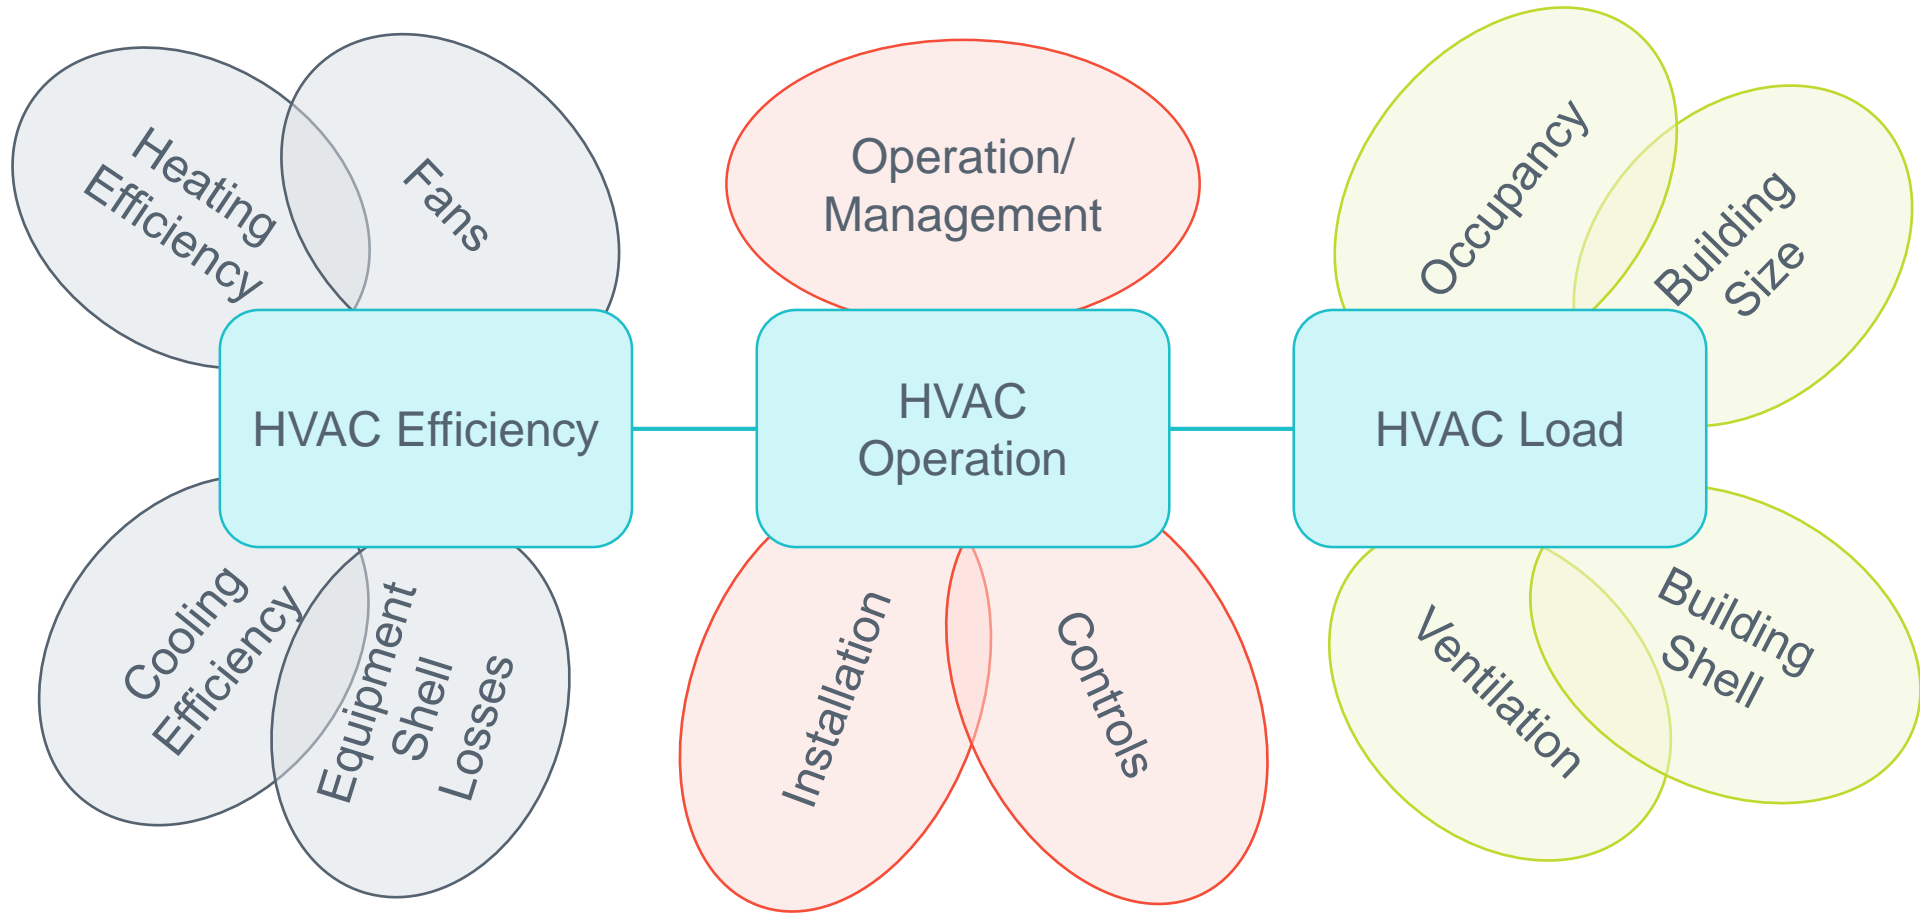 Heating
Efficiency
Fans
HVAC Efficiency
Cooling
Efficiency
Equipment
Shell
Losses
Operation/
Management
HVAC
Operation
Installation
Controls
Occupancy
Building
Size
HVAC Load
Ventilation
Building
Shell